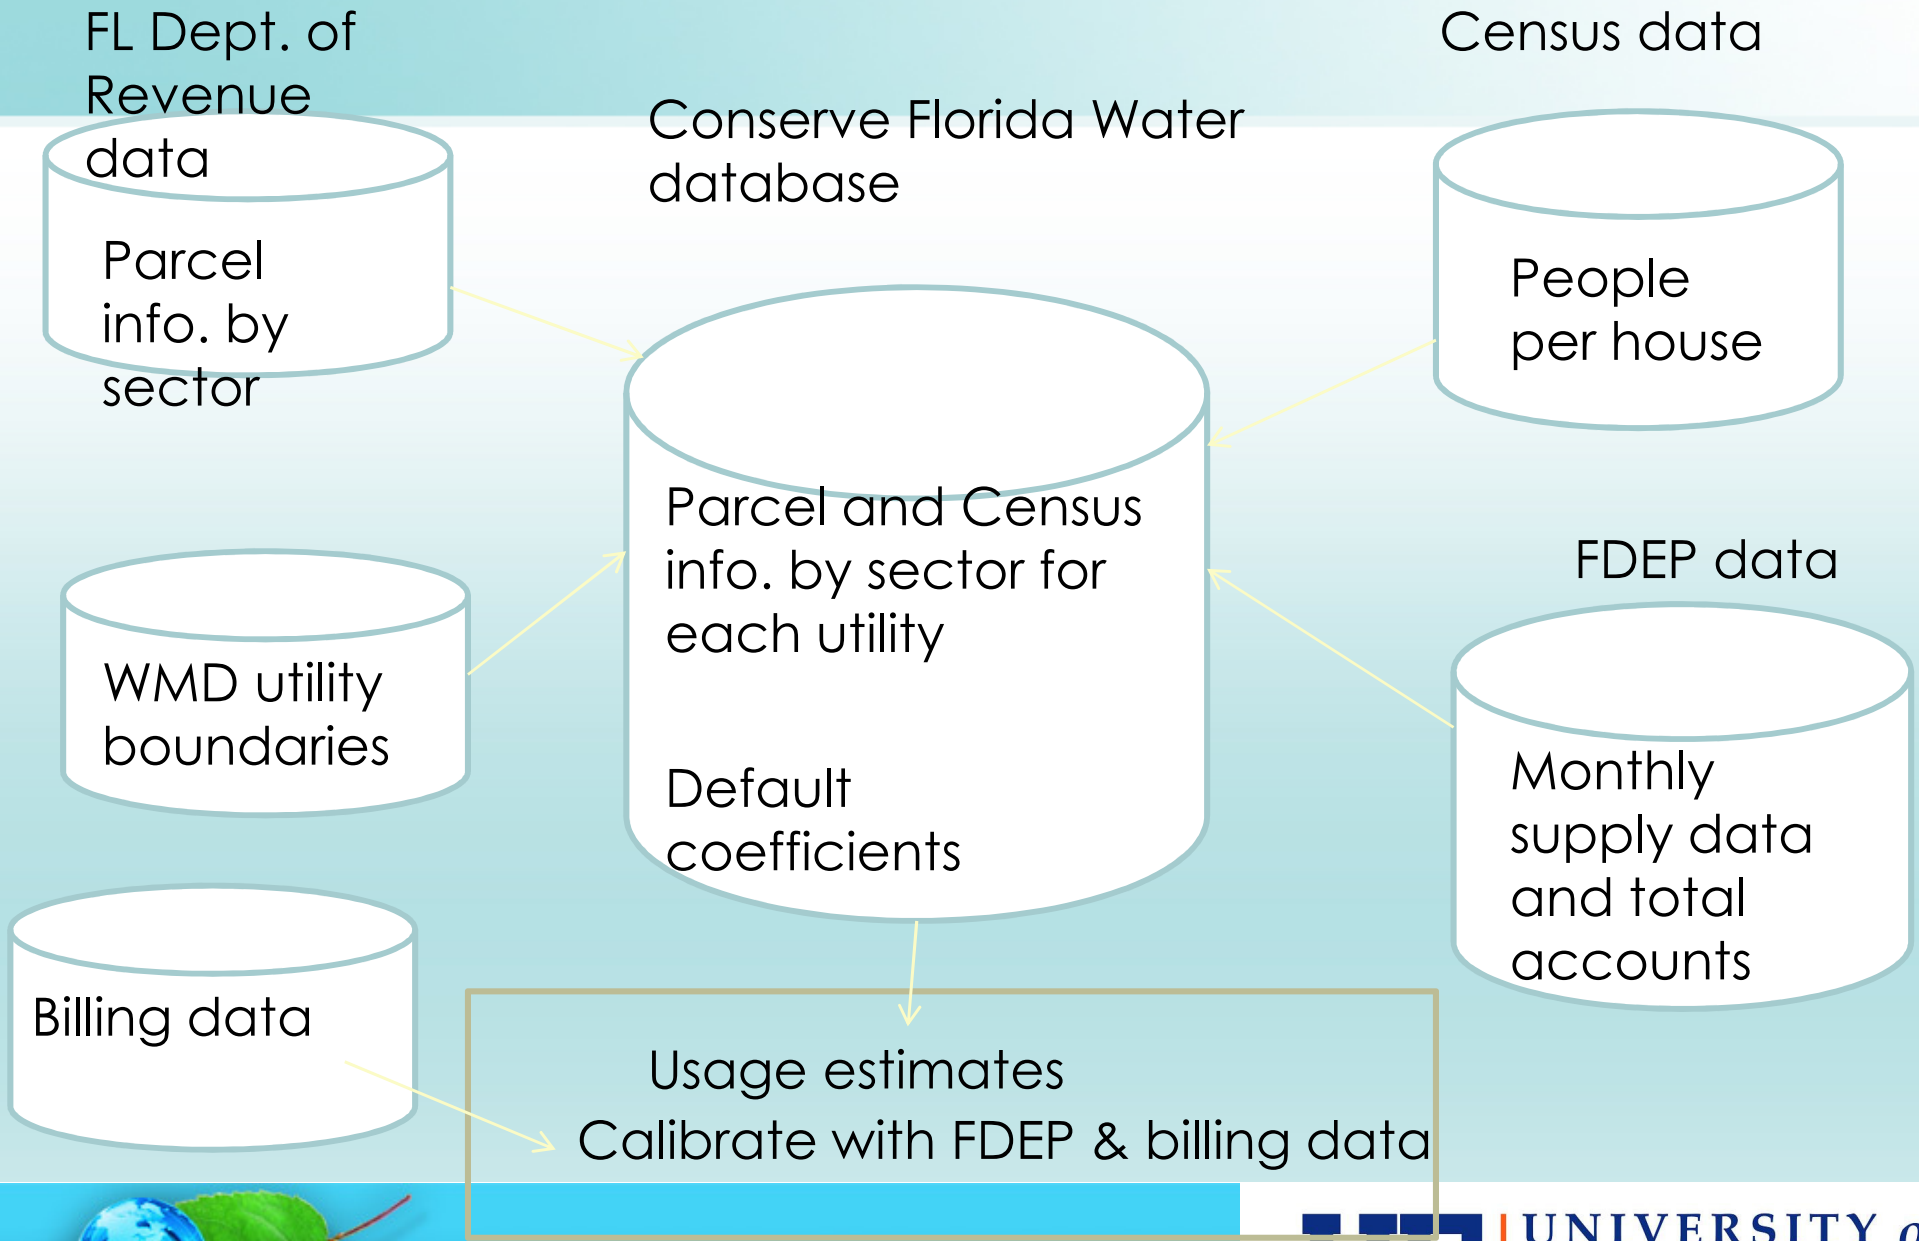 FL Dept. of
Revenue
data
Parcel
info. by
sector
Conserve Florida Water
database
Census data
People
per house
Parcel and Census
info. by sector for
each utility
Default
coefficients
WMD utility
boundaries
FDEP data
Monthly
supply data
and total
accounts
Billing data
Usage estimates
Calibrate with FDEP & billing data
UNIVERSITY